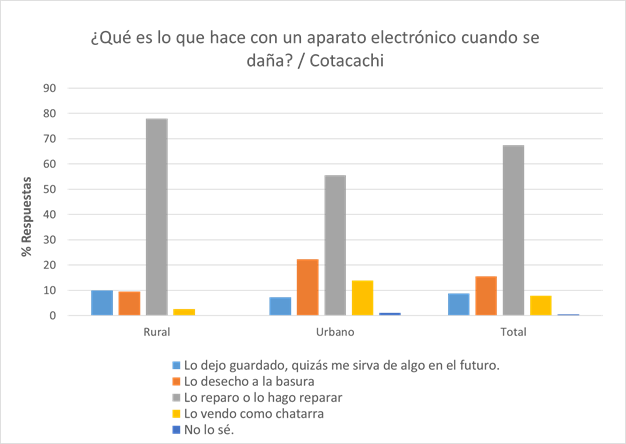 ¿Qué es lo que hace con un aparato electrónico cuando se
daña? / Cotacachi
90
80
70
60
50
40
30
20
10
0
% Respuestas
Rural
Urbano
Total
Lo dejo guardado, quizás me sirva de algo en el futuro.
Lo desecho a la basura
Lo reparo o lo hago reparar
Lo vendo como chatarra
No lo sé.